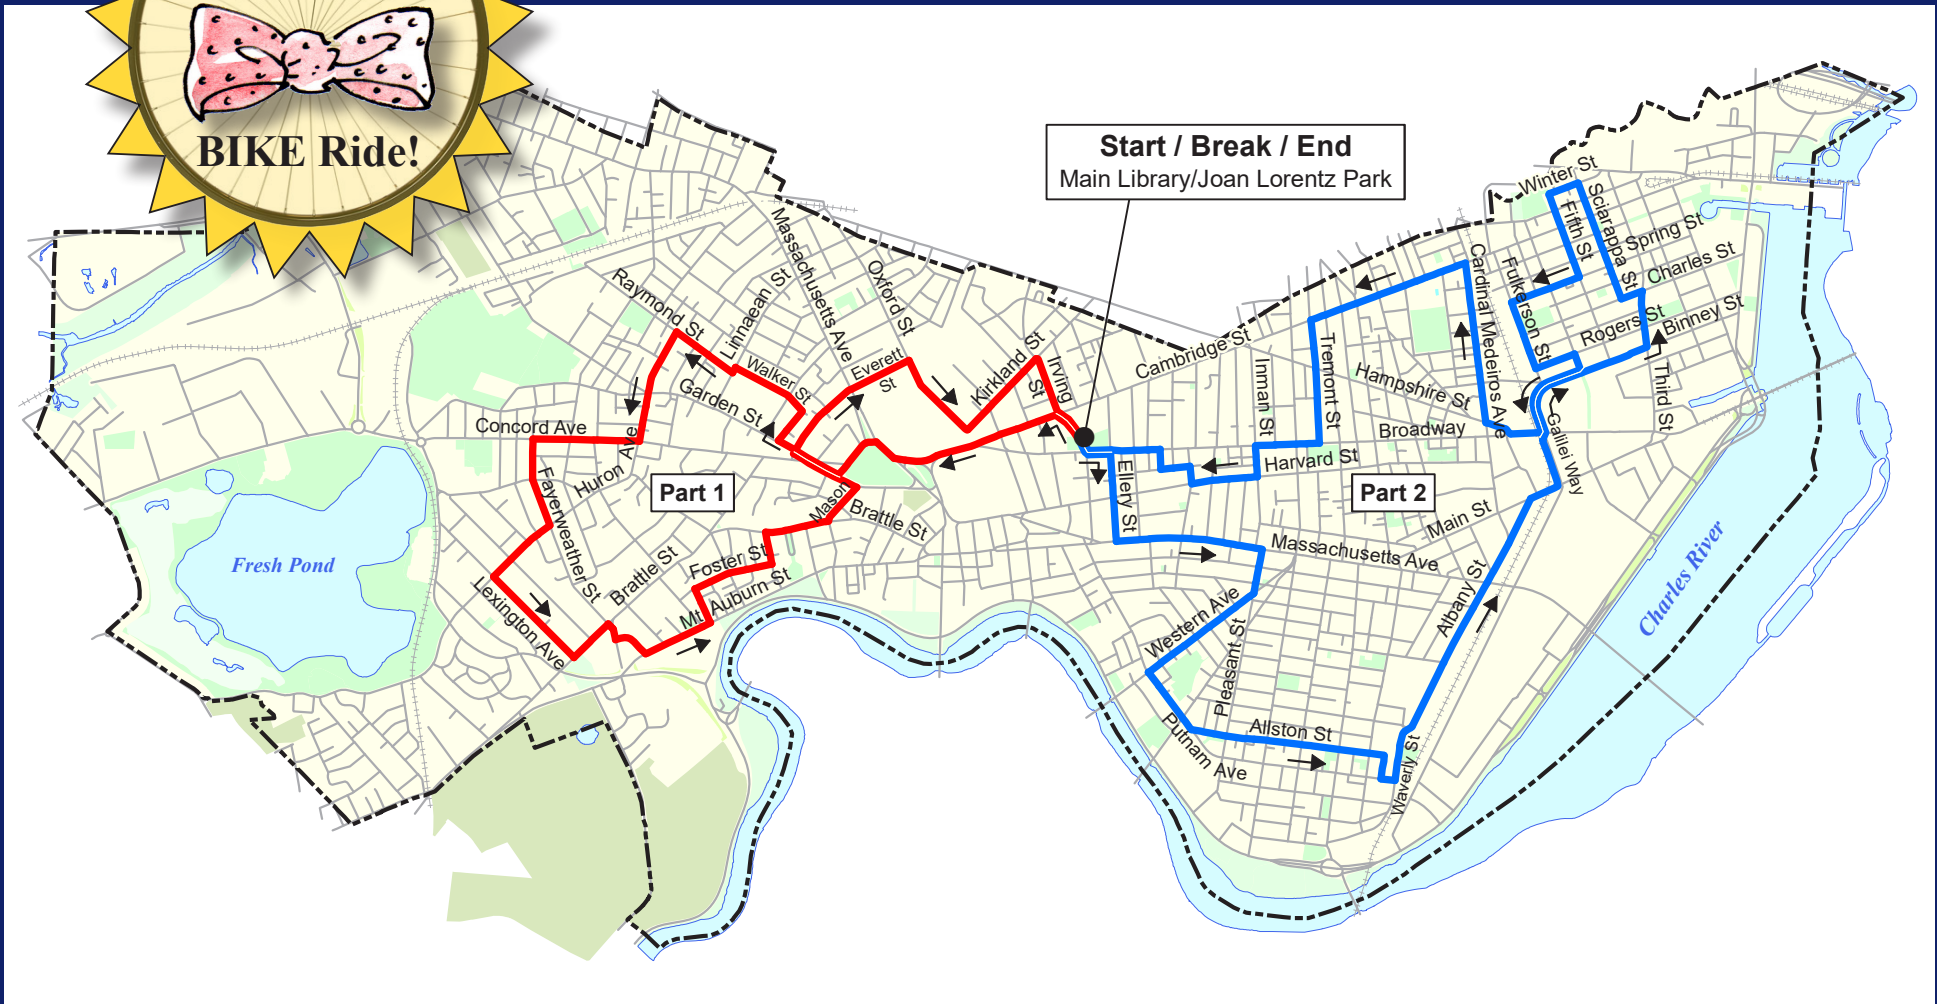 BIKE Ride!
Start / Break / End
Main Library/Joan Lorentz Park
Winter St
Sciarappa St
Fifth St
Spring St
Charles St
Fulkerson St
Rogers St
Binney St
Third St
Cardinal Medeiros Ave
Galilei Way
Massachusetts Ave
Oxford St
Raymond St
Linnaean St
Walker St
Garden St
Everett
St
Kirkland St
Irving
St
Cambridge St
Inman St
Tremont St
Hampshire St
Broadway
Harvard St
Concord Ave
Huron Ave
Fayerweather St
Part 1
Part 2
Mason
Brattle St
Ellery St
Main St
Massachusetts Ave
Fresh Pond
Foster St
Brattle St
Mt Auburn St
Lexington Ave
Western Ave
Pleasant St
Albany St
Charles River
Putnam Ave
Allston St
Waverly St